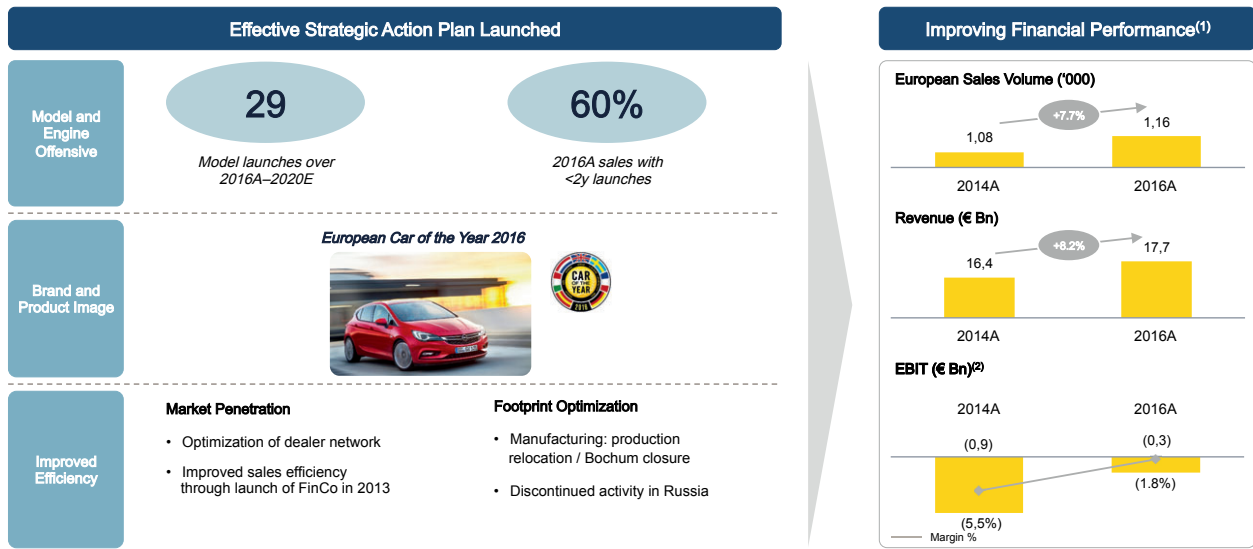 Effective Strategic Action Plan Launched
Model and
Engine
Offensive
29
Model launches over
2016A–2020E
60%
2016A sales with
<2y launches
Brand and
Product Image
European Car of the Year 2016
CAR
OF THE
YEAR
2016
Improved
Efficiency
Market Penetration
• Optimization of dealer network
• Improved sales efficiency
through launch of FinCo in 2013
Footprint Optimization
• Manufacturing: production
relocation / Bochum closure
• Discontinued activity in Russia
Improving Financial Performance(1)
European Sales Volume ('000)
+7.7%
1,08
1,16
2014A
2016A
Revenue (€ Bn)
+8.2%
16,4
17,7
2014A
2016A
EBIT (€ Bn)(2)
2014A
2016A
(0,9)
(0,3)
(5,5%)
(1.8%)
Margin %